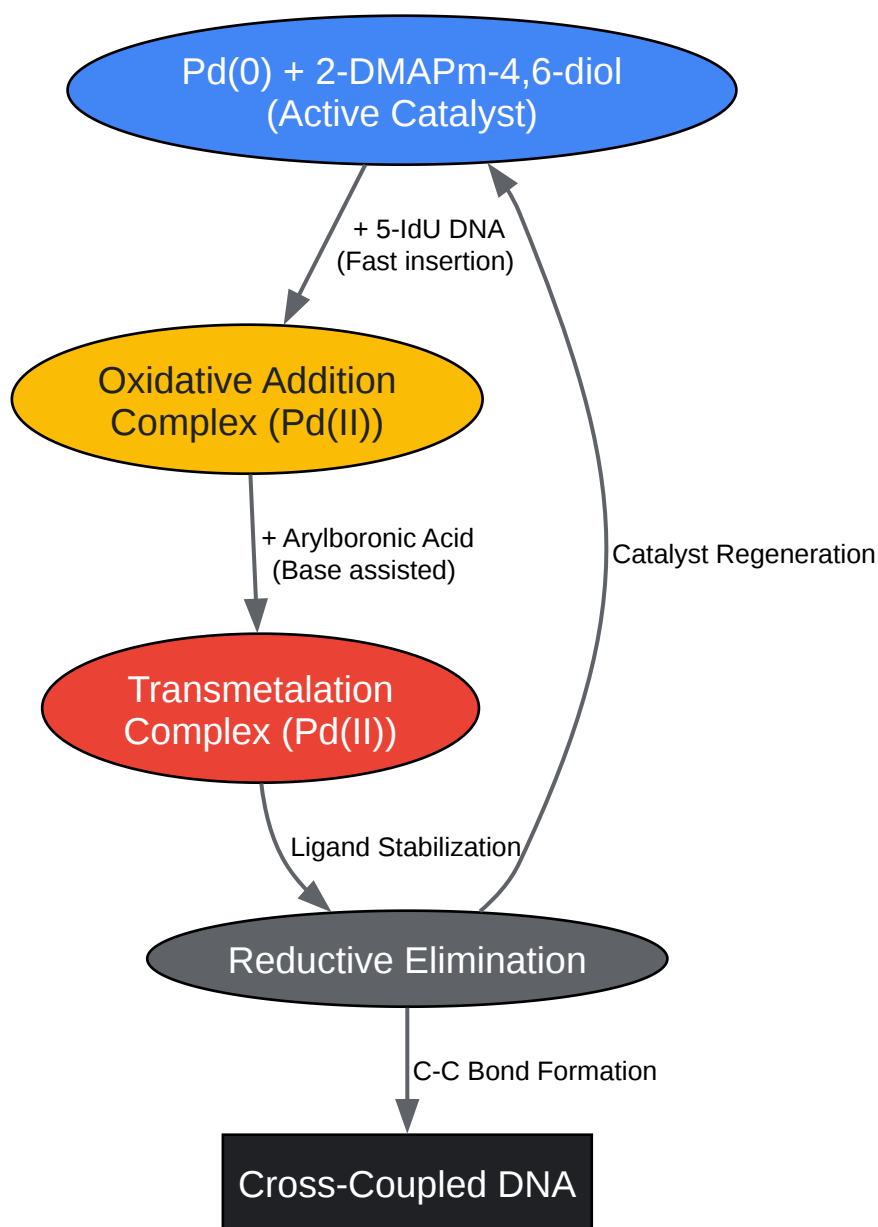 Pd(0) + 2-DMAPm-4,6-diol
(Active Catalyst)
+ 5-IdU DNA
(Fast insertion)
Oxidative Addition
Complex (Pd(II))
+ Arylboronic Acid
(Base assisted)
Catalyst Regeneration
Transmetalation
Complex (Pd(II))
Ligand Stabilization
Reductive Elimination
C-C Bond Formation
Cross-Coupled DNA